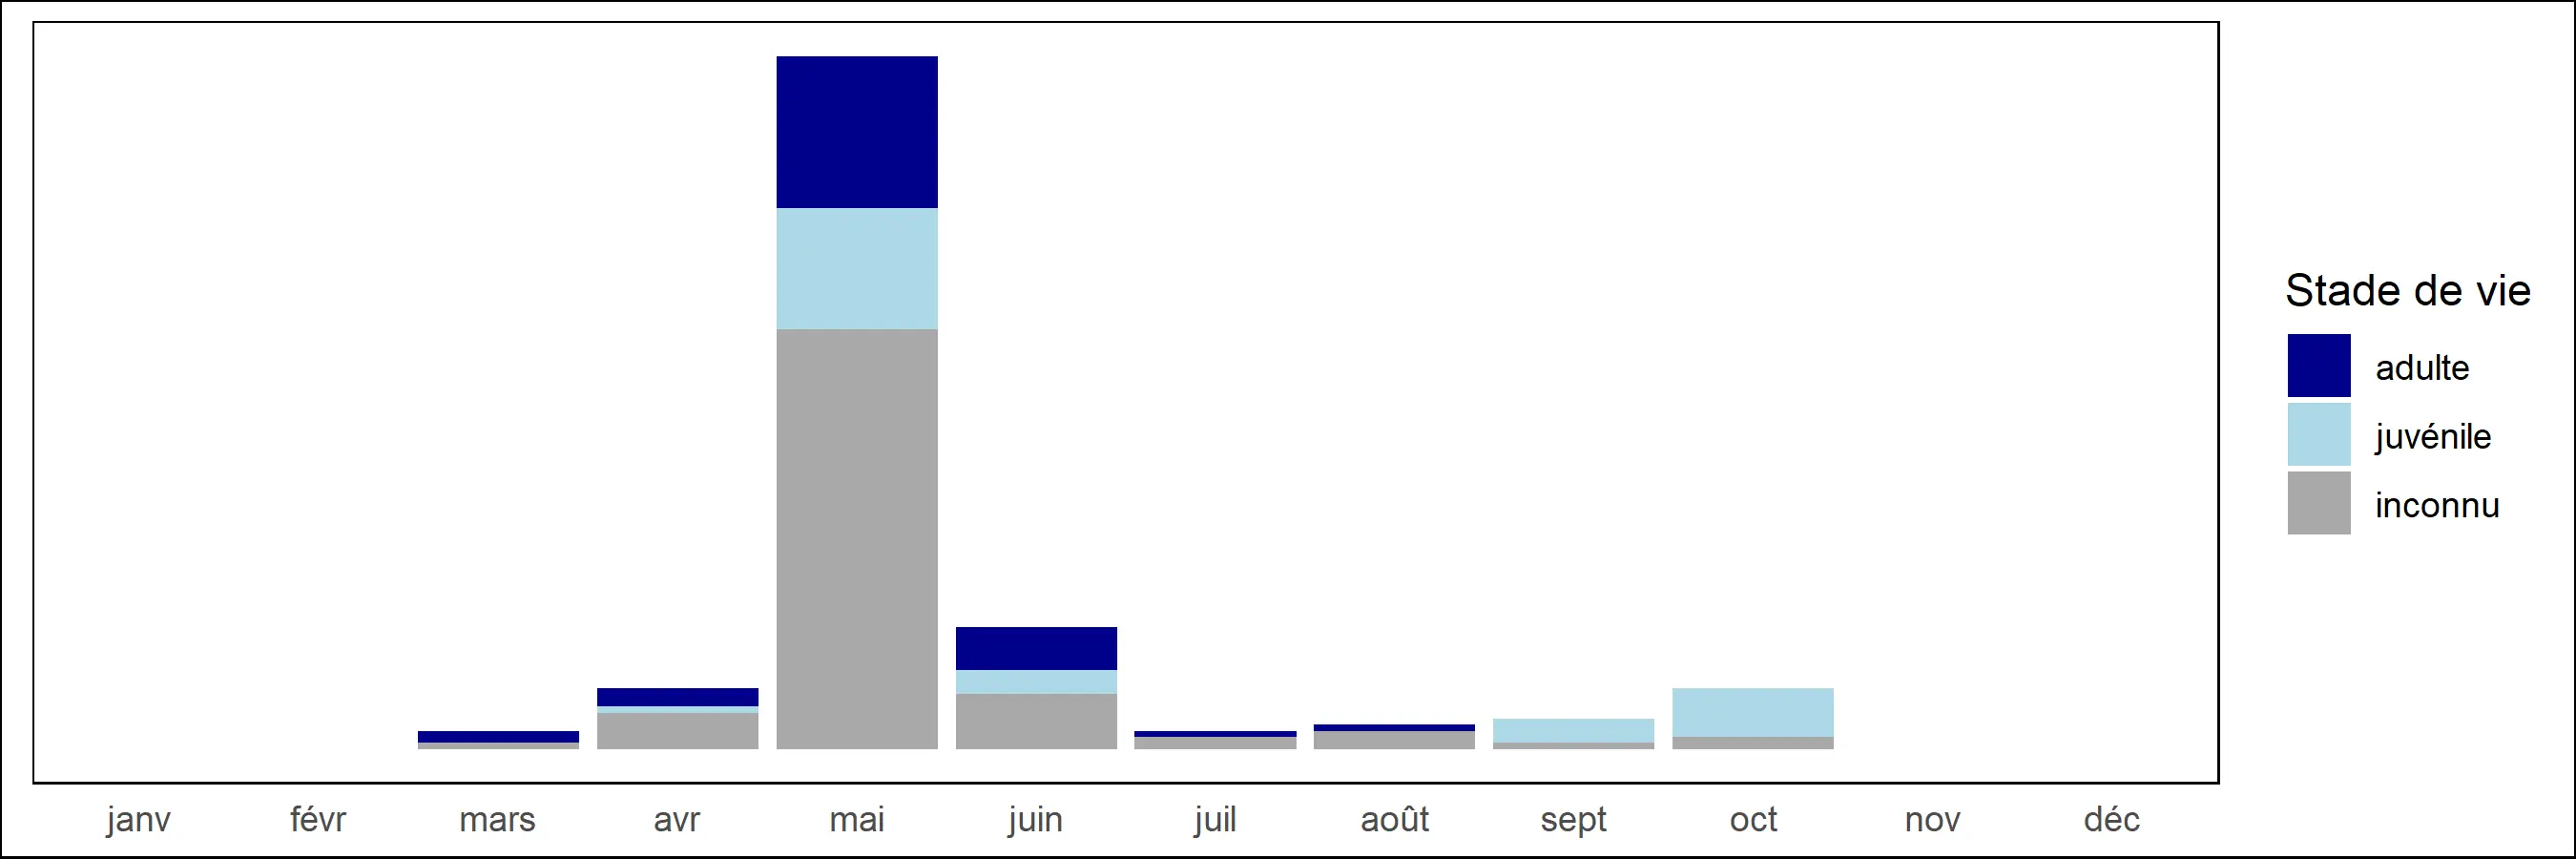 Stade de vie
adulte
juvénile
inconnu
janv févr mars avr mai juin juil août sept oct nov déc